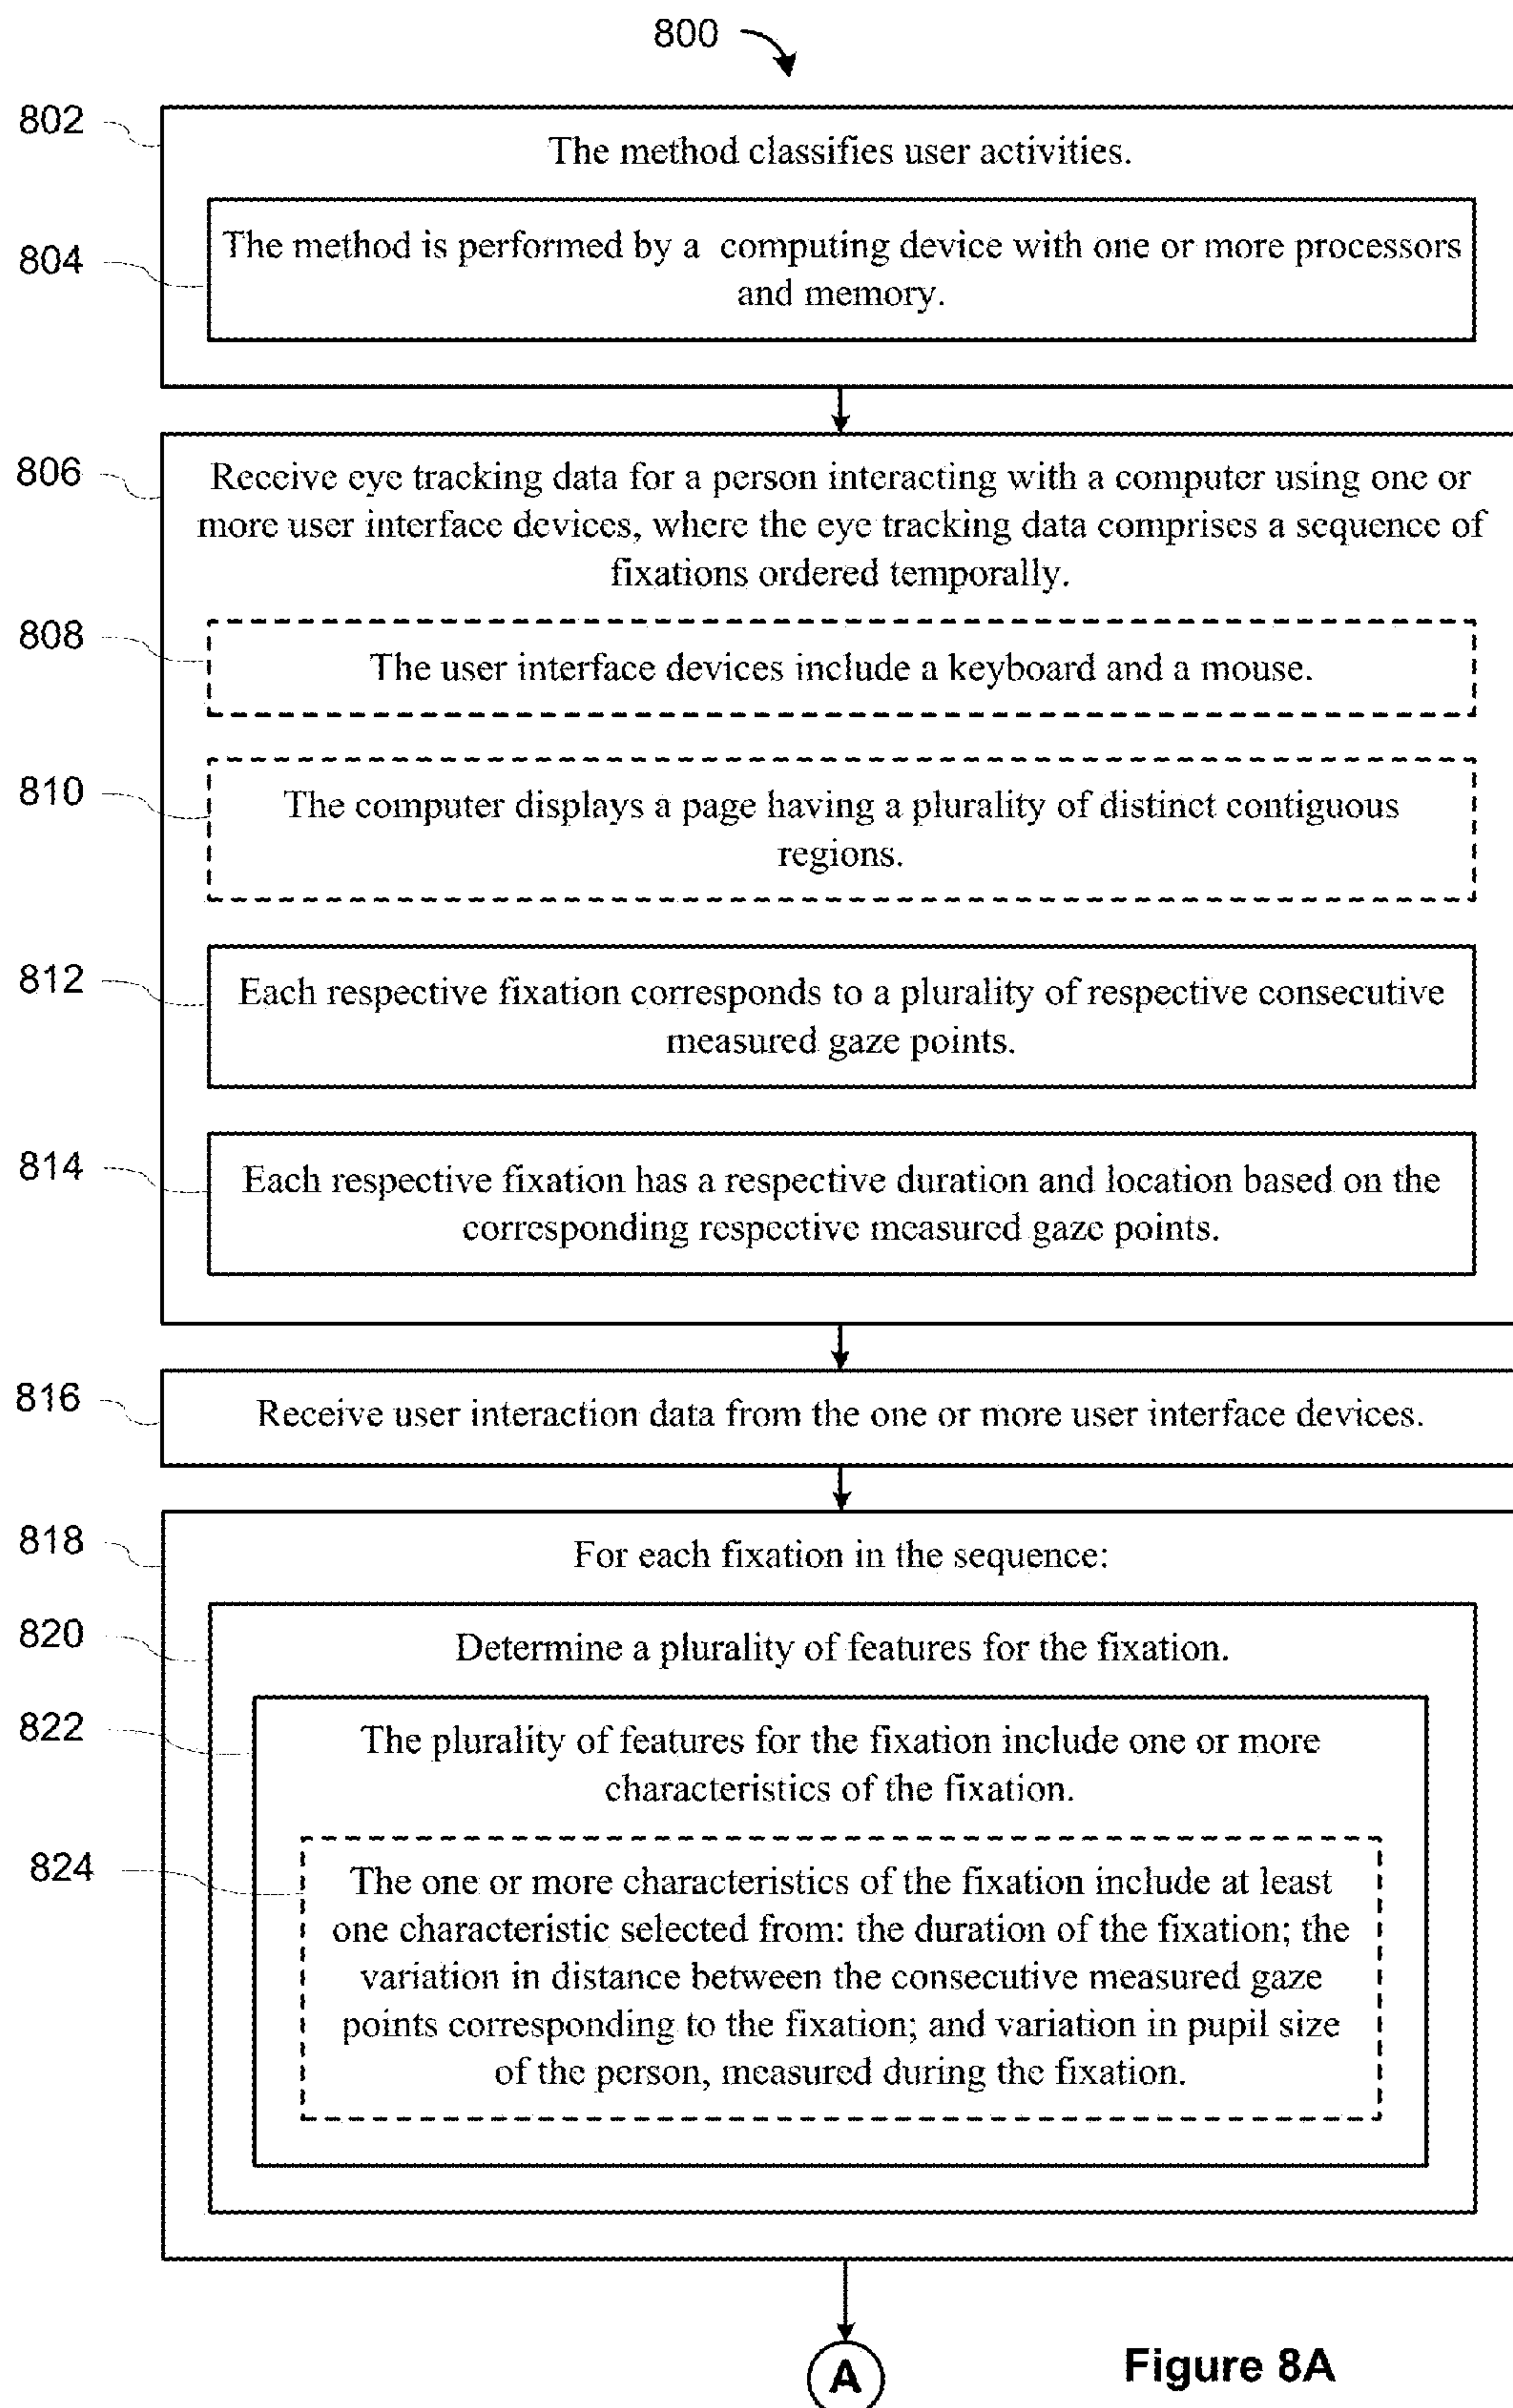 800
802
The method classifies user activities.
804
The method is performed by a computing device with one or more processors
and memory.
806
Receive eye tracking data for a person interacting with a computer using one or
more user interface devices, where the eye tracking data comprises a sequence of
fixations ordered temporally.
808
The user interface devices include a keyboard and a mouse.
810
The computer displays a page having a plurality of distinct contiguous
regions.
812
Each respective fixation corresponds to a plurality of respective consecutive
measured gaze points.
814
Each respective fixation has a respective duration and location based on the
corresponding respective measured gaze points.
816
Receive user interaction data from the one or more user interface devices.
818
For each fixation in the sequence:
820
Determine a plurality of features for the fixation.
822
The plurality of features for the fixation include one or more
characteristics of the fixation.
824
The one or more characteristics of the fixation include at least
one characteristic selected from: the duration of the fixation; the
variation in distance between the consecutive measured gaze
points corresponding to the fixation; and variation in pupil size
of the person, measured during the fixation.
A
Figure 8A